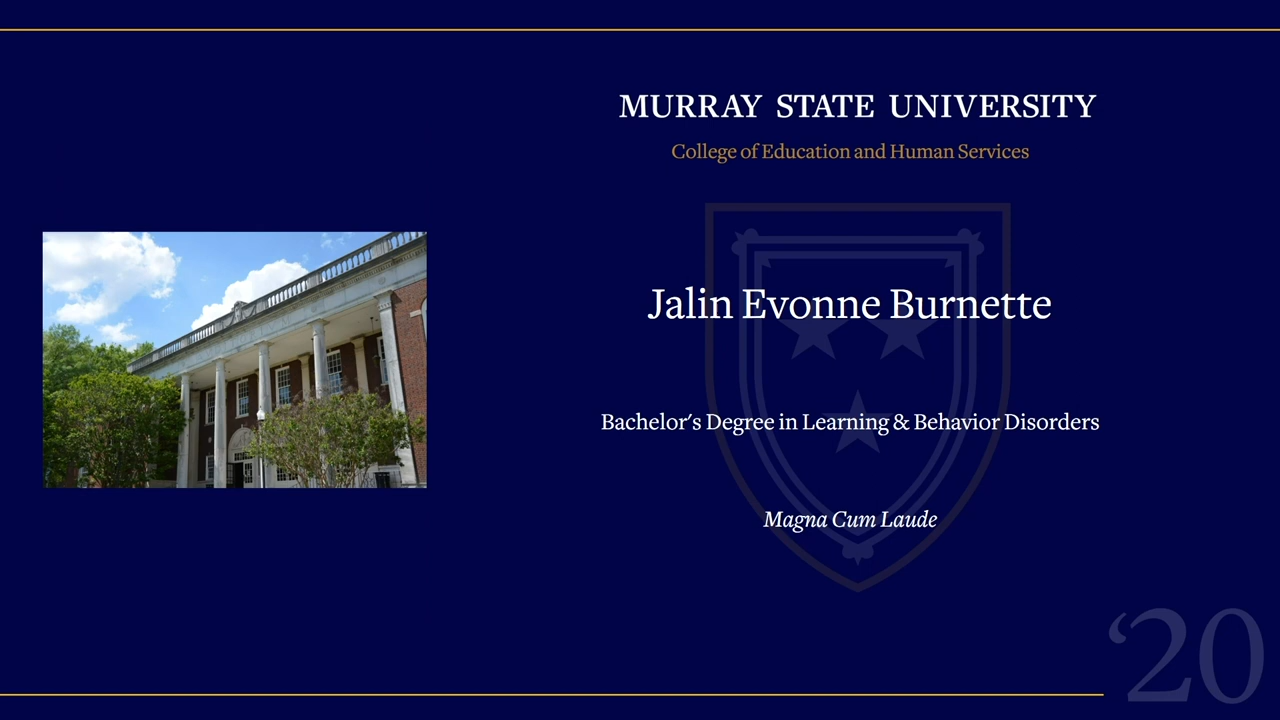 MURRAY STATE UNIVERSITY
College of Education and Human Services
Jalin Evonne Burnette
Bachelor's Degree in Learning & Behavior Disorders
Magna Cum Laude
‘20